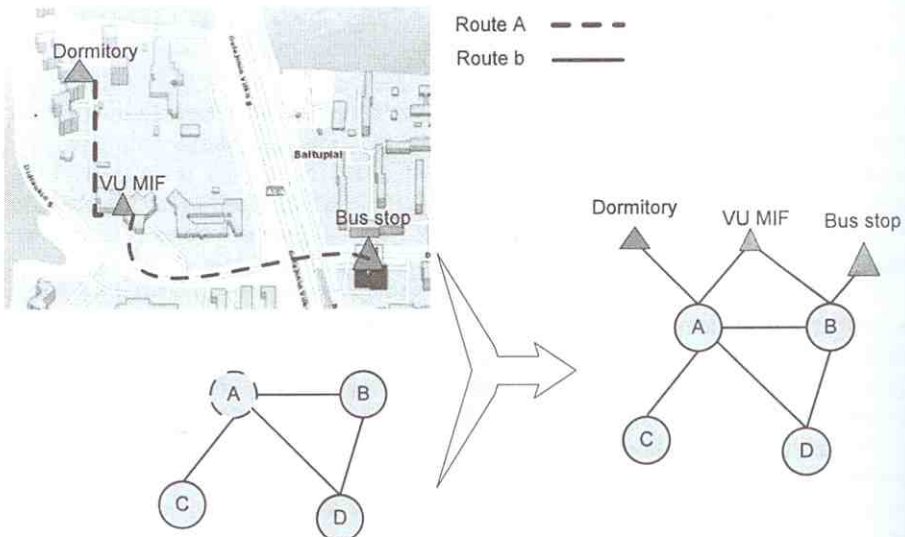 Route A
Route b
Dormitory
Baltupiai
VU MIF
Bus stop
Dormitory
VU MIF
Bus stop
A
B
A
B
C
D
C
D